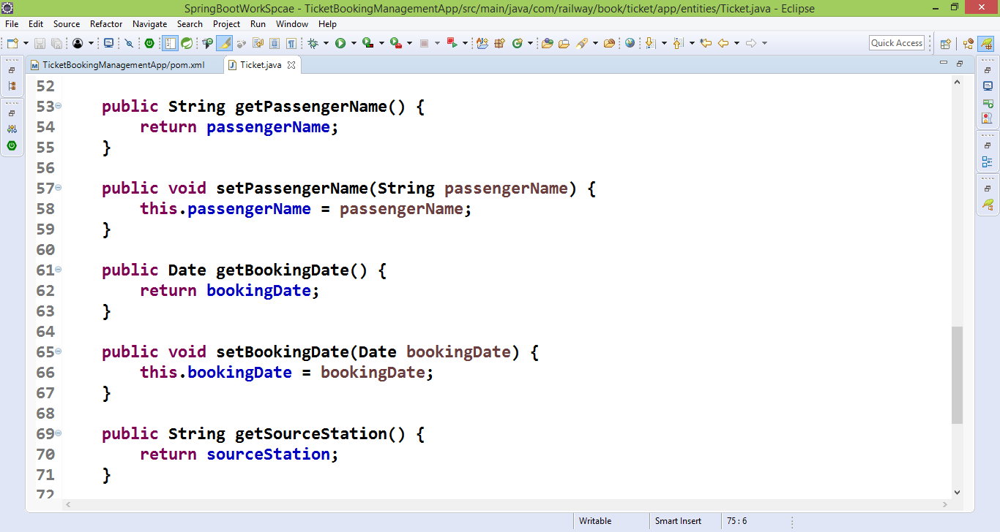 SpringBootWorkSpcae - TicketBookingManagementApp/src/main/java/com/railway/book/ticket/app/entities/Ticket.java - Eclipse
File Edit Source Refactor Navigate Search Project Run Window Help
Quick Access
TicketBookingManagementApp/pom.xml Ticket.java
52
53 public String getPassengerName() {
54 return passengerName;
55 }
56
57 public void setPassengerName(String passengerName) {
58 this.passengerName = passengerName;
59 }
60
61 public Date getBookingDate() {
62 return bookingDate;
63 }
64
65 public void setBookingDate(Date bookingDate) {
66 this.bookingDate = bookingDate;
67 }
68
69 public String getSourceStation() {
70 return sourceStation;
71 }
72
Writable Smart Insert 75 : 6